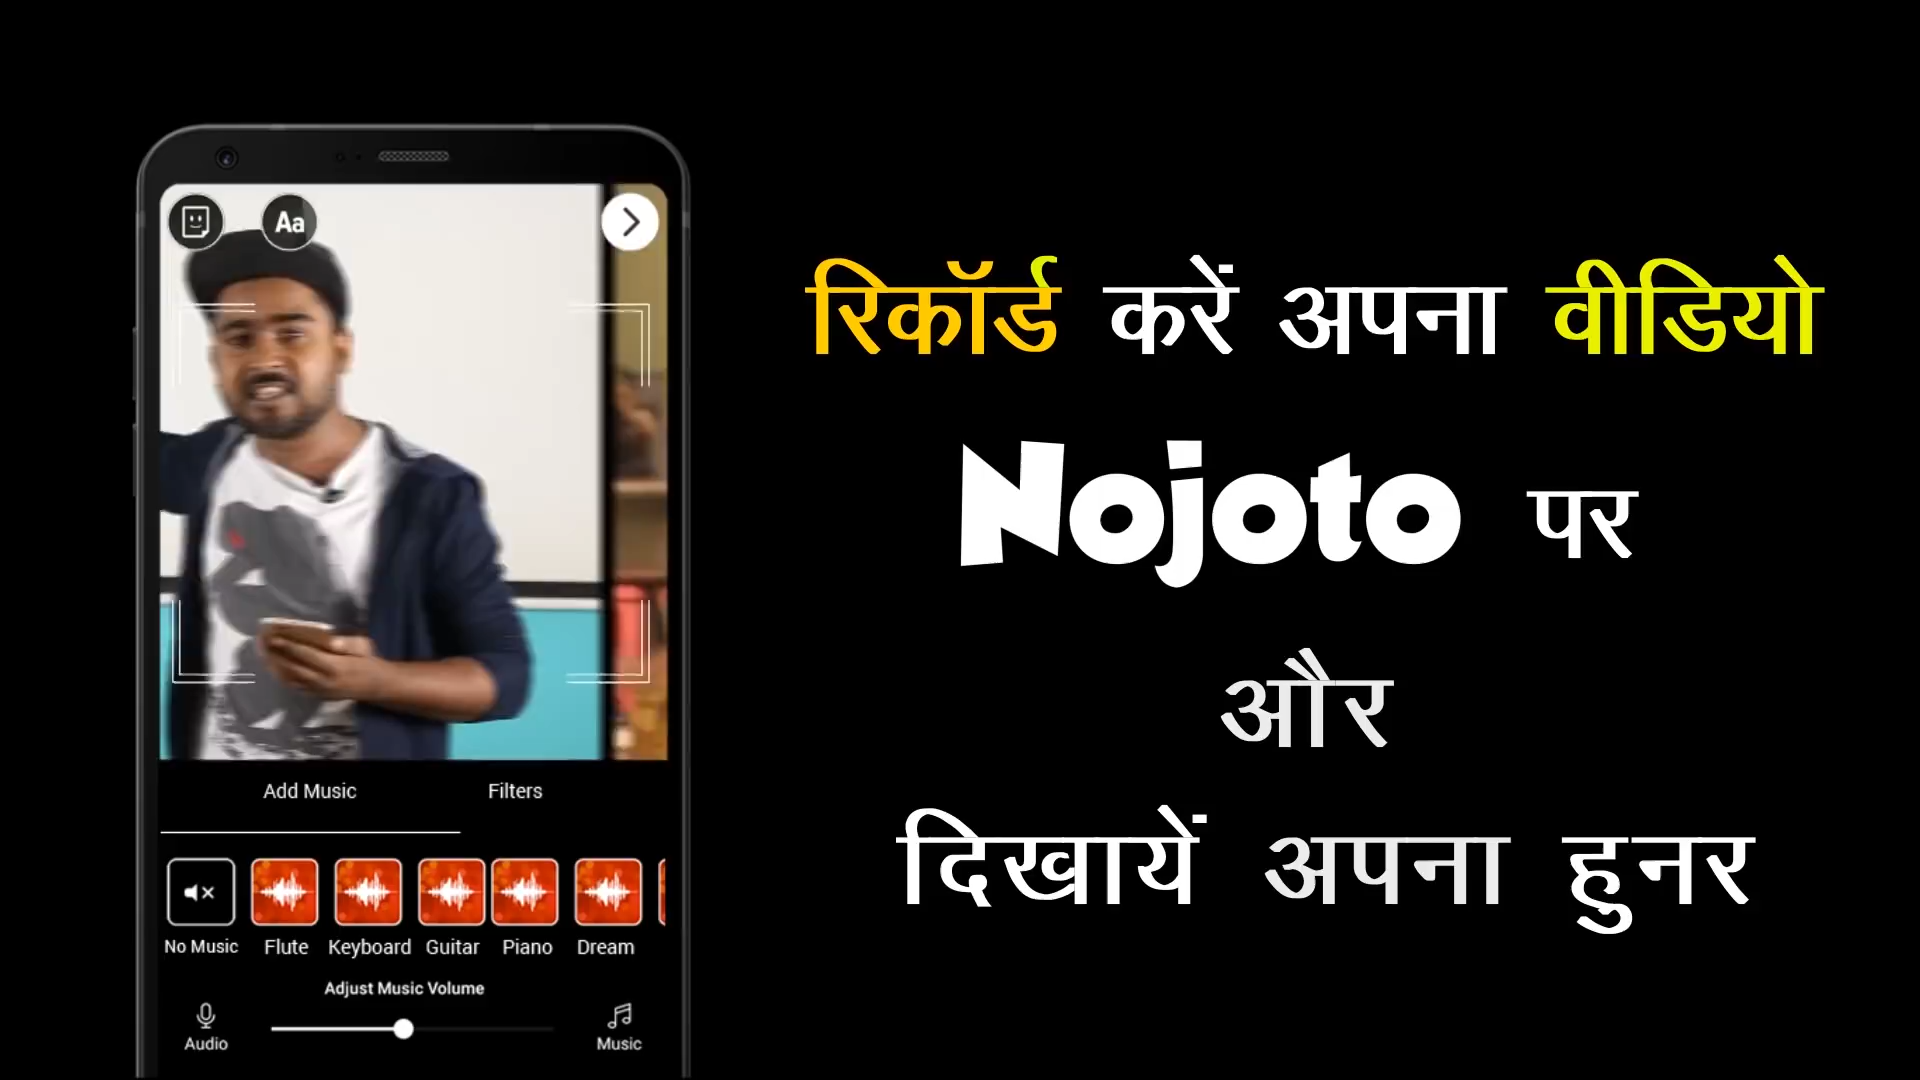 Aa
रिकॉर्ड करें अपना वीडियो
Nojoto पर
और
दिखायें अपना हुनर
Add Music Filters
No Music Flute Keyboard Guitar Piano Dream
Adjust Music Volume
Audio Music